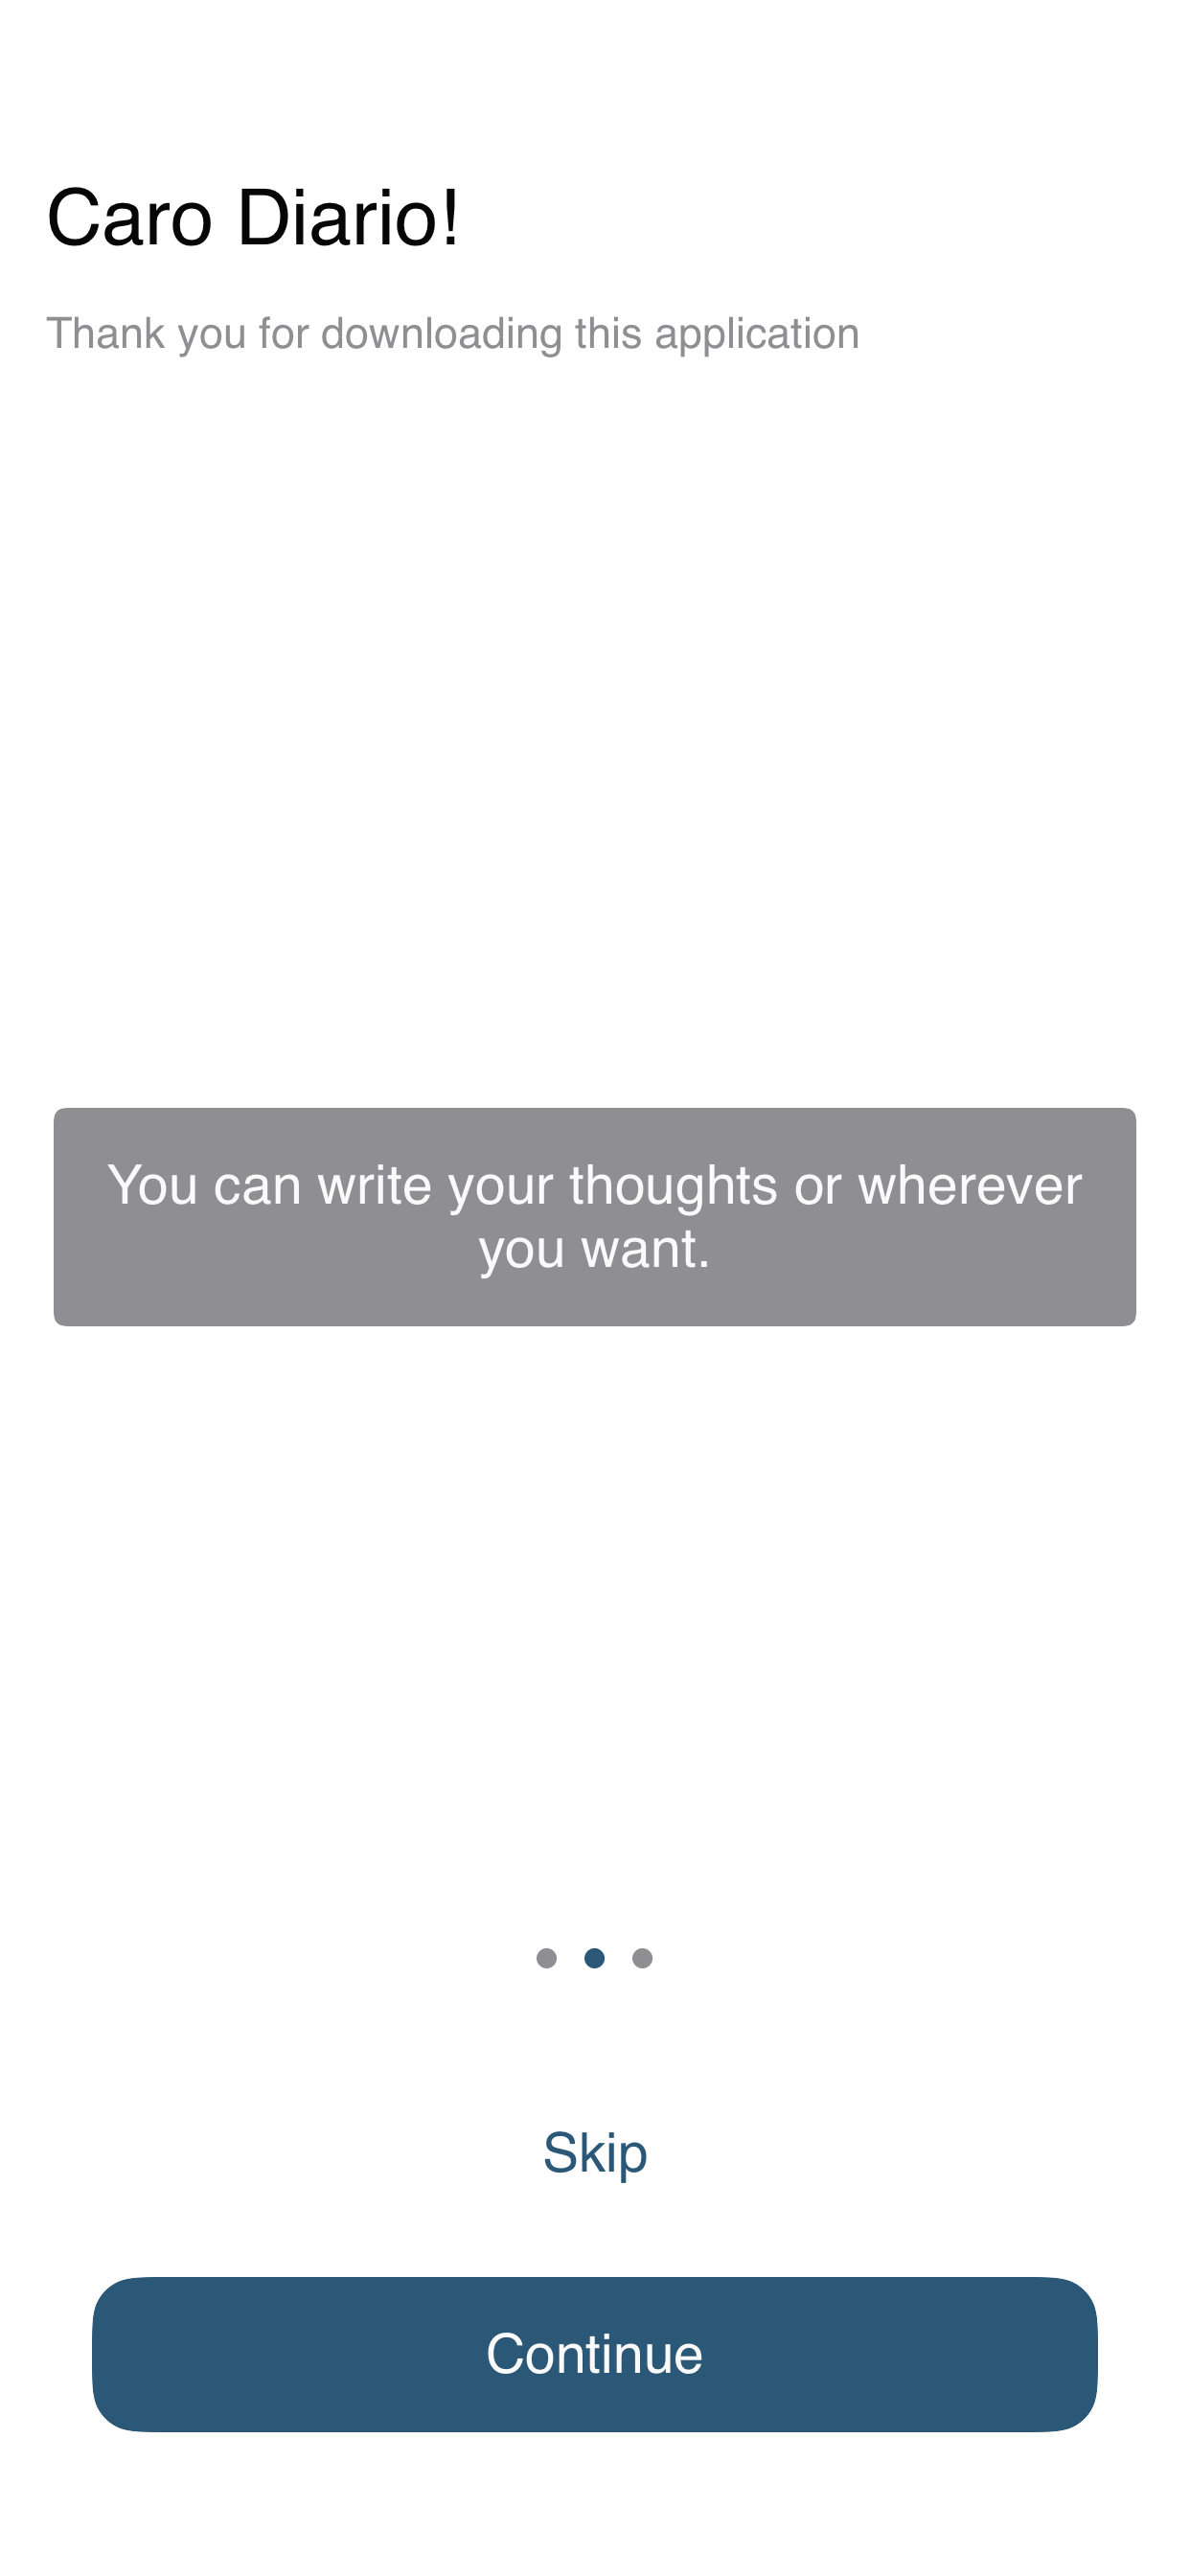 Caro Diario!
Thank you for downloading this application
You can write your thoughts or wherever
you want.
Skip
Continue